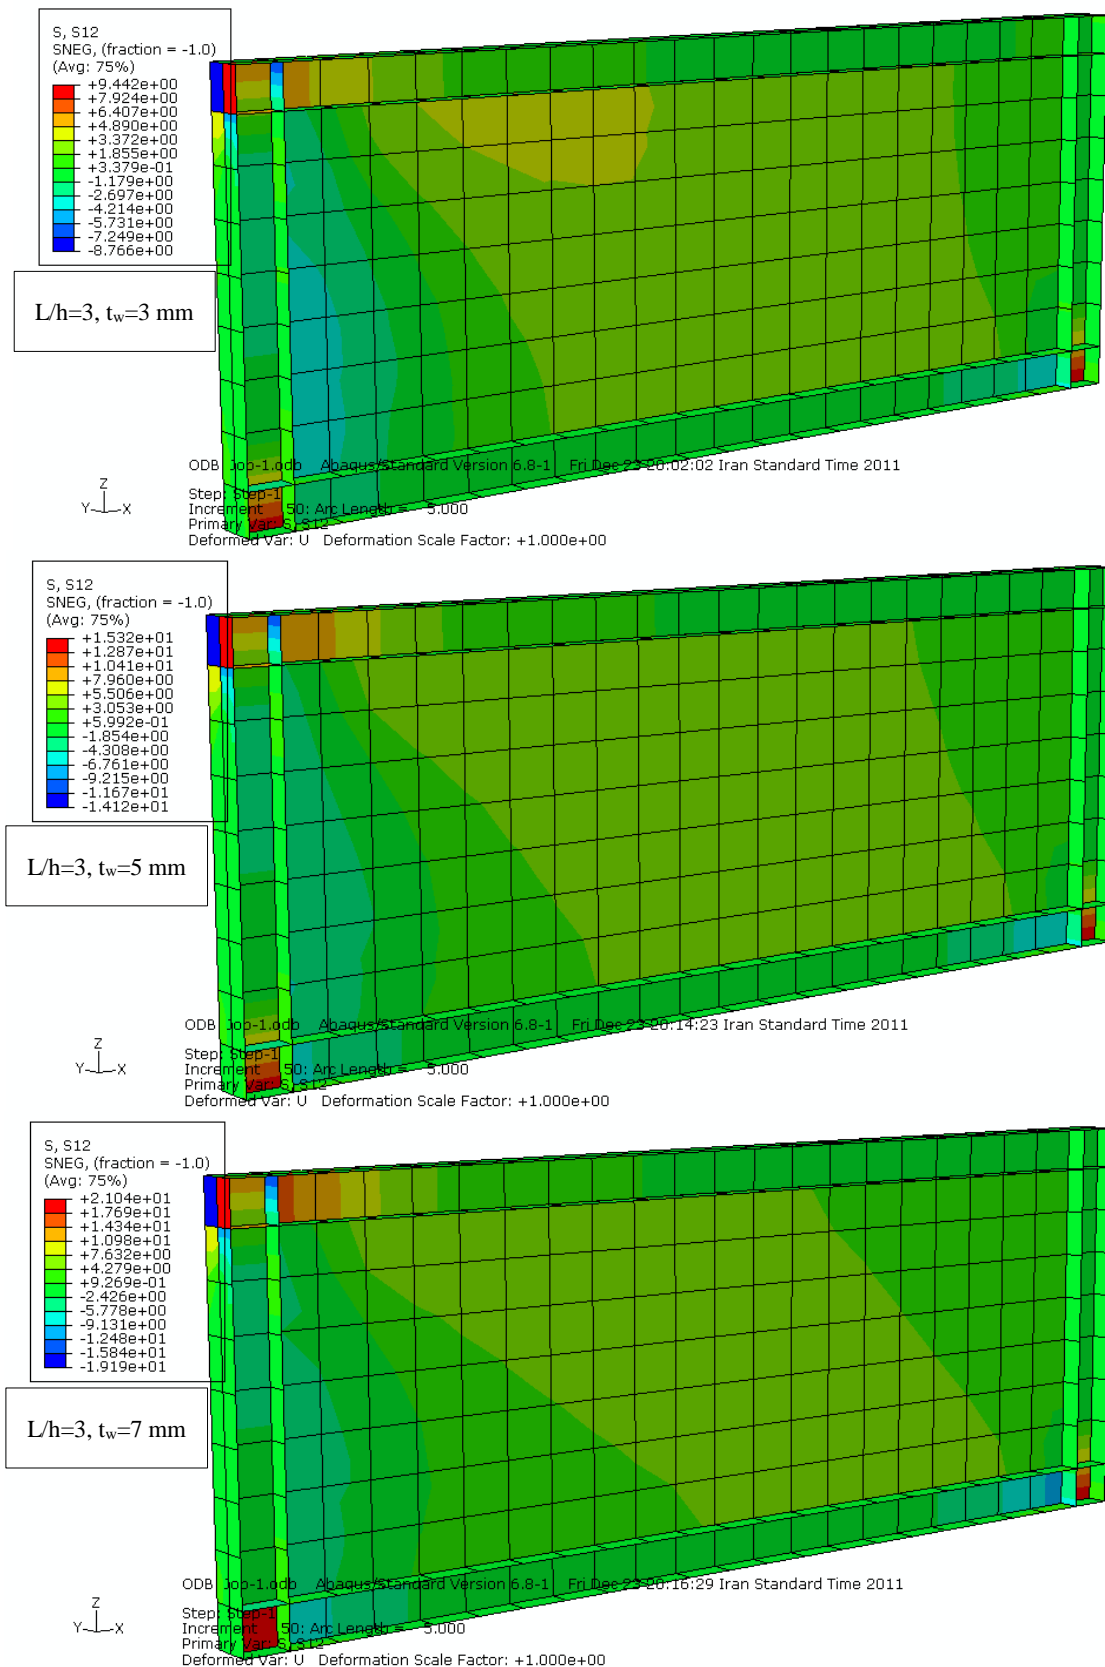 S, S12
SNEG, (fraction = -1.0)
(Avg: 75%)
+9.442e+00
+7.924e+00
+6.407e+00
+4.890e+00
+3.372e+00
+1.855e+00
+3.379e-01
-1.179e+00
-2.697e+00
-4.214e+00
-5.731e+00
-7.249e+00
-8.766e+00
L/h=3, tw=3 mm
Z
Y X
ODB: Job-1.odb Abaqus/Standard Version 6.8-1 Fri Dec 23 20:02:02 Iran Standard Time 2011
Step: Step-1
Increment 50: Arc Length = 5.000
Primary Var: S, S12
Deformed Var: U Deformation Scale Factor: +1.000e+00
S, S12
SNEG, (fraction = -1.0)
(Avg: 75%)
+1.532e+01
+1.287e+01
+1.041e+01
+7.960e+00
+5.506e+00
+3.053e+00
+5.992e-01
-1.854e+00
-4.308e+00
-6.761e+00
-9.215e+00
-1.167e+01
-1.412e+01
L/h=3, tw=5 mm
Z
Y X
ODB: Job-1.odb Abaqus/Standard Version 6.8-1 Fri Dec 23 20:14:23 Iran Standard Time 2011
Step: Step-1
Increment 50: Arc Length = 5.000
Primary Var: S, S12
Deformed Var: U Deformation Scale Factor: +1.000e+00
S, S12
SNEG, (fraction = -1.0)
(Avg: 75%)
+2.104e+01
+1.769e+01
+1.434e+01
+1.098e+01
+7.632e+00
+4.279e+00
+9.269e-01
-2.426e+00
-5.778e+00
-9.131e+00
-1.248e+01
-1.584e+01
-1.919e+01
L/h=3, tw=7 mm
Z
Y X
ODB: Job-1.odb Abaqus/Standard Version 6.8-1 Fri Dec 23 20:16:29 Iran Standard Time 2011
Step: Step-1
Increment 50: Arc Length = 5.000
Primary Var: S, S12
Deformed Var: U Deformation Scale Factor: +1.000e+00